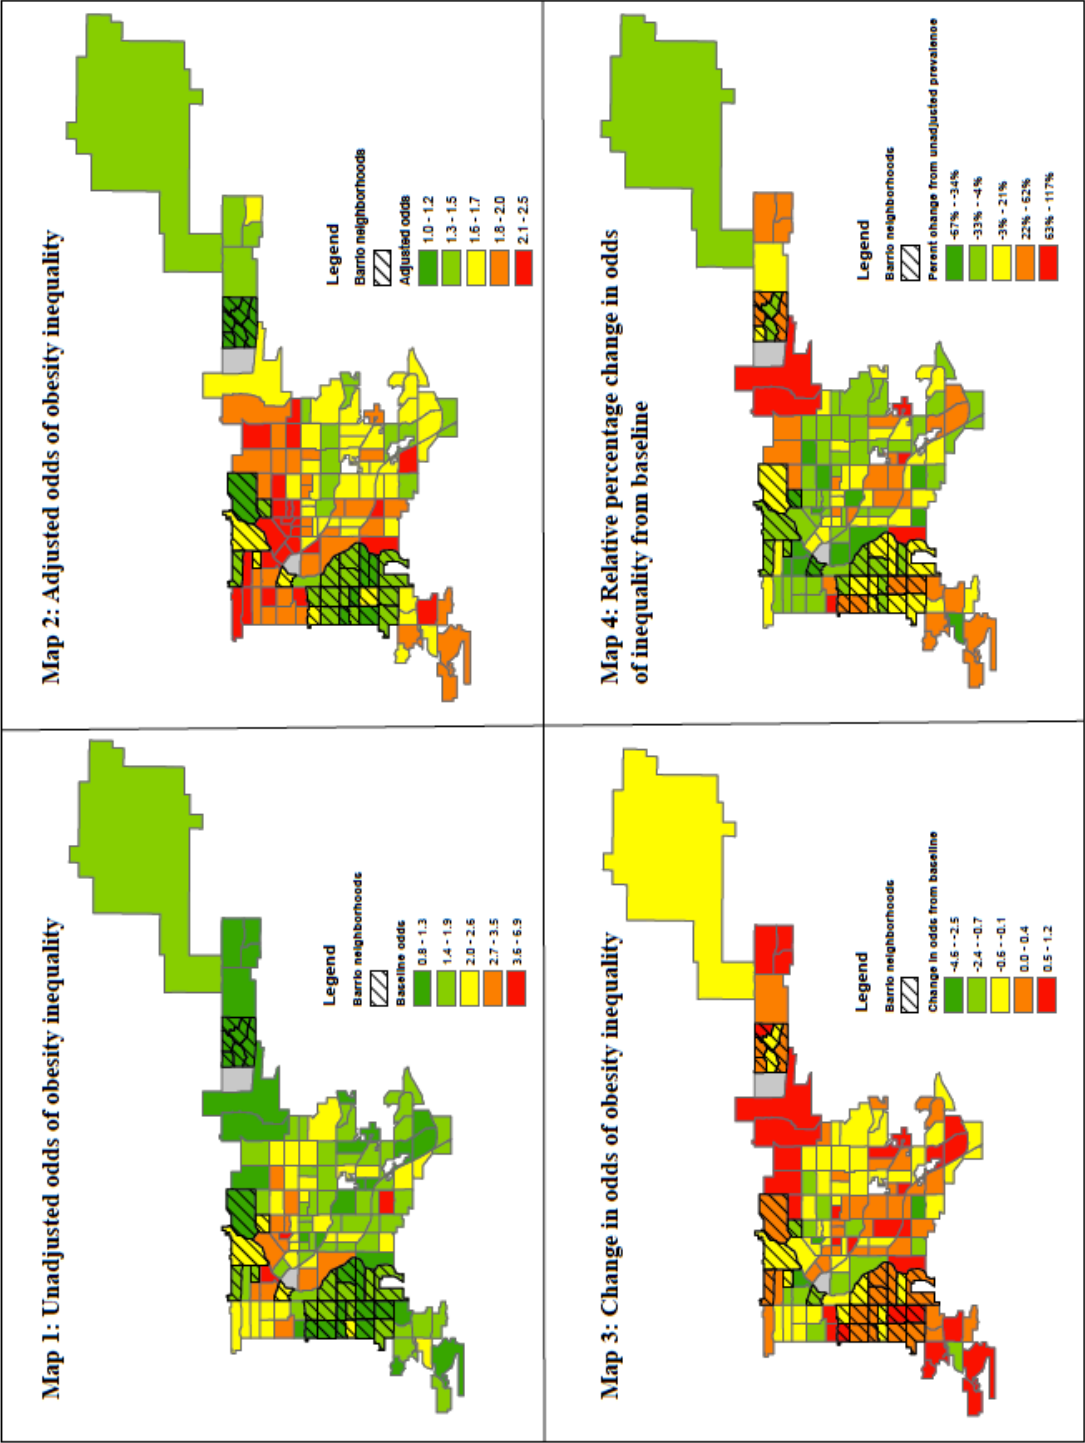 Map 1: Unadjusted odds of obesity inequality
Legend
Barrio neighborhoods
Baseline odds
0.8 - 1.3
1.4 - 1.9
2.0 - 2.6
2.7 - 3.5
3.6 - 6.9
Map 2: Adjusted odds of obesity inequality
Legend
Barrio neighborhoods
Adjusted odds
1.0 - 1.2
1.3 - 1.5
1.6 - 1.7
1.8 - 2.0
2.1 - 2.5
Map 3: Change in odds of obesity inequality
Legend
Barrio neighborhoods
Change in odds from baseline
-4.6 - -2.5
-2.4 - -0.7
-0.6 - -0.1
0.0 - 0.4
0.5 - 1.2
Map 4: Relative percentage change in odds
of inequality from baseline
Legend
Barrio neighborhoods
Perent change from unadjusted prevalence
-67% - -34%
-33% - -4%
-3% - 21%
22% - 62%
63% - 117%